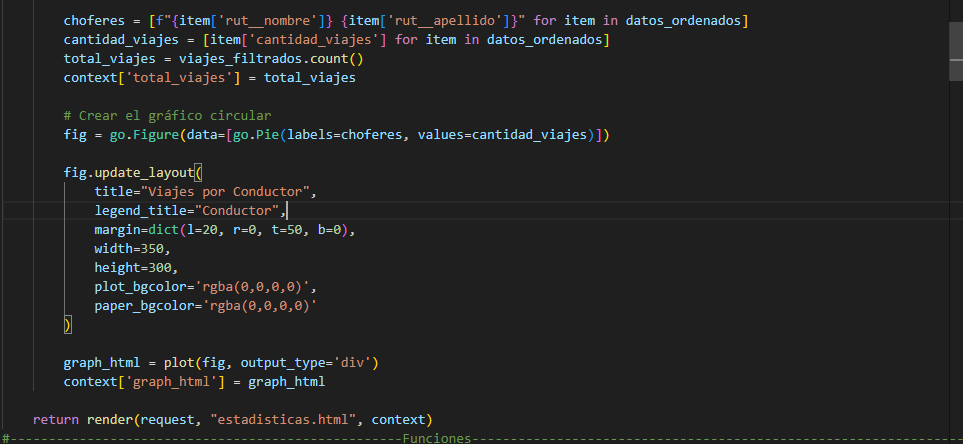 choferes = [f"{item['rut__nombre']} {item['rut__apellido']}" for item in datos_ordenados]
cantidad_viajes = [item['cantidad_viajes'] for item in datos_ordenados]
total_viajes = viajes_filtrados.count()
context['total_viajes'] = total_viajes
# Crear el gráfico circular
fig = go.Figure(data=[go.Pie(labels=choferes, values=cantidad_viajes)])
fig.update_layout(
title="Viajes por Conductor",
legend_title="Conductor",
margin=dict(l=20, r=0, t=50, b=0),
width=350,
height=300,
plot_bgcolor='rgba(0,0,0,0)',
paper_bgcolor='rgba(0,0,0,0)'
)
graph_html = plot(fig, output_type='div')
context['graph_html'] = graph_html
return render(request, "estadisticas.html", context)
#---------------------------------------------------Funciones----------------------------------------------------------------